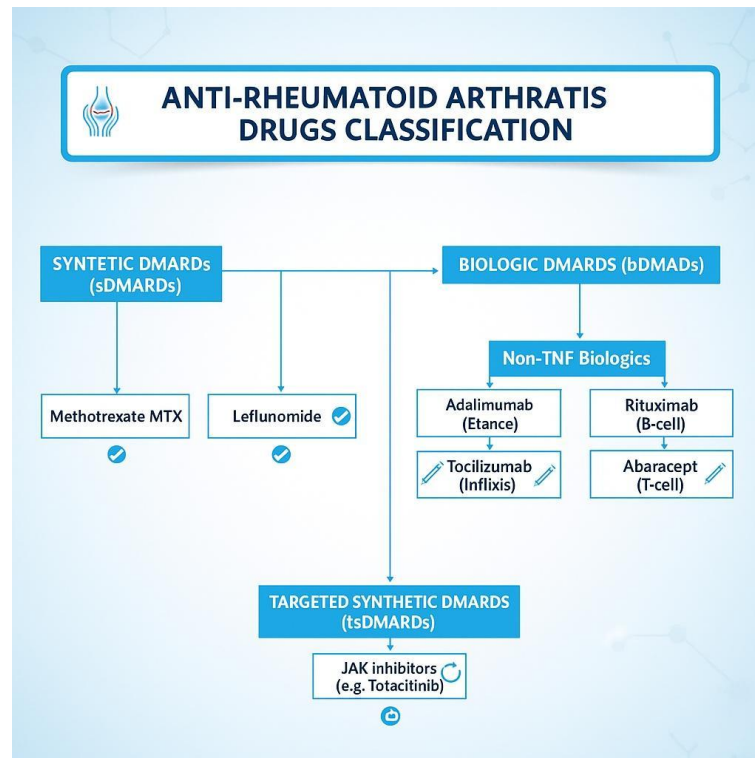 ANTI-RHEUMATOID ARTHRATIS
DRUGS CLASSIFICATION
SYNTETIC DMARDs
(sDMARDs)
BIOLOGIC DMARDS (bDMADs)
Non-TNF Biologics
Methotrexate MTX
Leflunomide
Adalimumab
(Etance)
Rituximab
(B-cell)
Tocilizumab
(Inflixis)
Abaracept
(T-cell)
TARGETED SYNTHETIC DMARDS
(tsDMARDs)
JAK inhibitors
(e.g. Totacitinib)